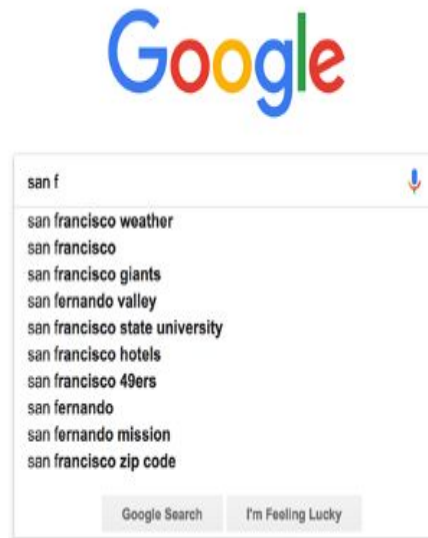 Google
san f
san francisco weather
san francisco
san francisco giants
san fernando valley
san francisco state university
san francisco hotels
san francisco 49ers
san fernando
san fernando mission
san francisco zip code
Google Search I'm Feeling Lucky